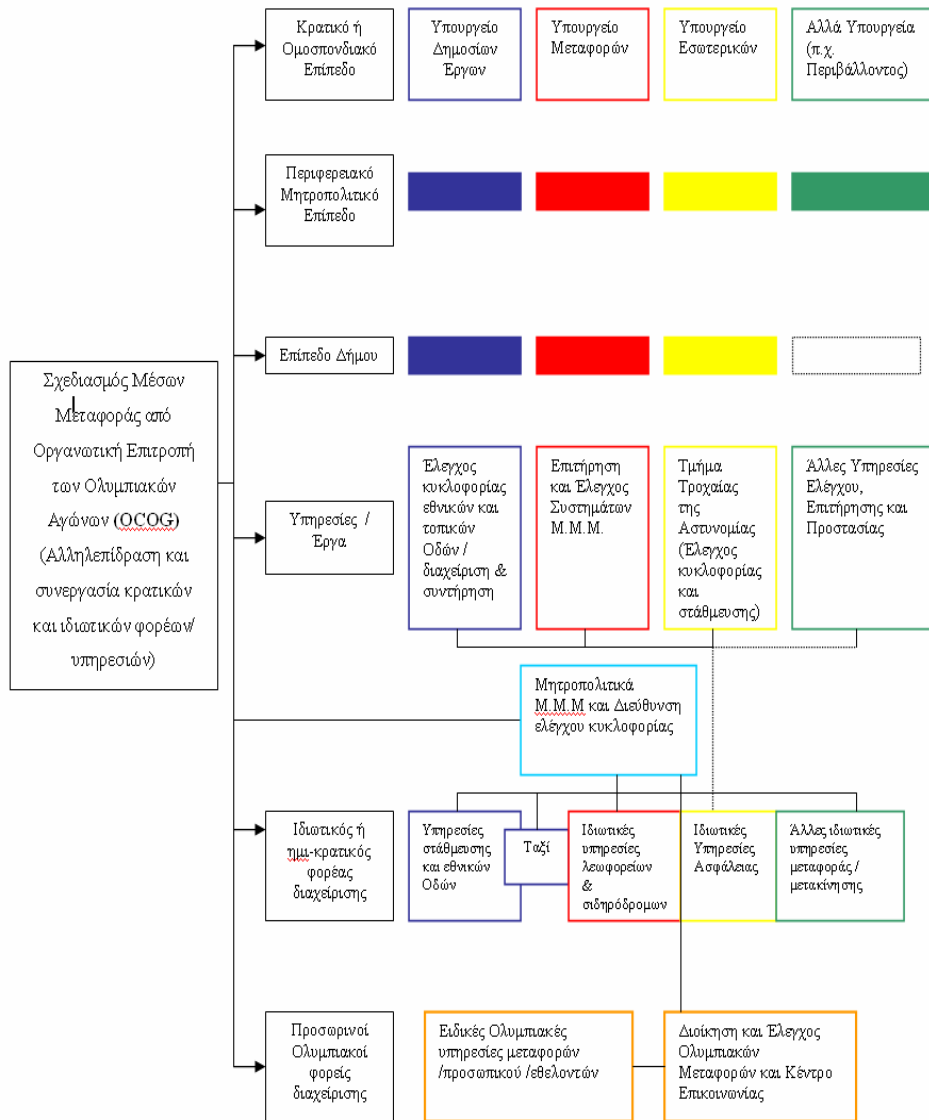 Κρατικό ή
Ομοσπονδιακό
Επίπεδο
Υπουργείο
Δημοσίων
Έργων
Υπουργείο
Μεταφορών
Υπουργείο
Εσωτερικών
Αλλά Υπουργεία
(π.χ.
Περιβάλλοντος)
Περιφερειακό
Μητροπολιτικό
Επίπεδο
Επίπεδο Δήμου
Σχεδιασμός Μέσων
Μεταφοράς από
Οργανωτική Επιτροπή
των Ολυμπιακών
Αγώνων (OCOG)
(Αλληλεπίδραση και
συνεργασία κρατικών
και ιδιωτικών φορέων/
υπηρεσιών)
Υπηρεσίες /
Έργα
Έλεγχος
κυκλοφορίας
εθνικών και
τοπικών
Οδών /
διαχείριση &
συντήρηση
Επιτήρηση
και Έλεγχος
Συστημάτων
Μ.Μ.Μ.
Τμήμα
Τροχαίας
της
Αστυνομίας
(Έλεγχος
κυκλοφορίας
και
στάθμευσης)
Άλλες Υπηρεσίες
Ελέγχου,
Επιτήρησης και
Προστασίας
Μητροπολιτικά
Μ.Μ.Μ και Διεύθυνση
ελέγχου κυκλοφορίας
Ιδιωτικός ή
ημι-κρατικός
φορέας
διαχείρισης
Υπηρεσίες
στάθμευσης
και εθνικών
Οδών
Ταξί
Ιδιωτικές
υπηρεσίες
λεωφορείων
&
σιδηρόδρομων
Ιδιωτικές
Υπηρεσίες
Ασφάλειας
Άλλες ιδιωτικές
υπηρεσίες
μεταφοράς /
μετακίνησης
Προσωρινοί
Ολυμπιακοί
φορείς
διαχείρισης
Ειδικές Ολυμπιακές
υπηρεσίες μεταφορών
/προσωπικού /εθελοντών
Διοίκηση και Έλεγχος
Ολυμπιακών
Μεταφορών και Κέντρο
Επικοινωνίας